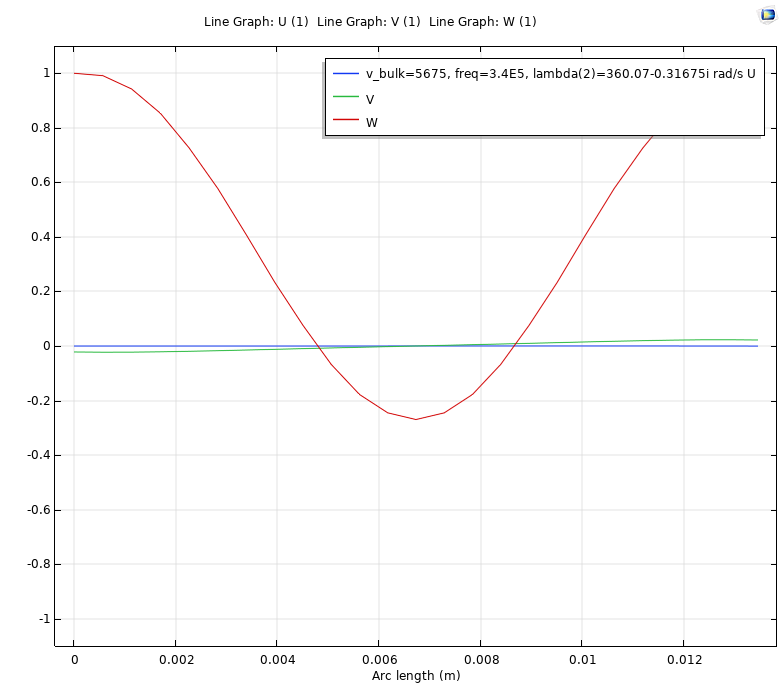 Line Graph: U (1)  Line Graph: V (1)  Line Graph: W (1)
v_bulk=5675, freq=3.4E5, lambda(2)=360.07-0.31675i rad/s U
V
W
1
0.8
0.6
0.4
0.2
0
-0.2
-0.4
-0.6
-0.8
-1
0 0.002 0.004 0.006 0.008 0.01 0.012
Arc length (m)